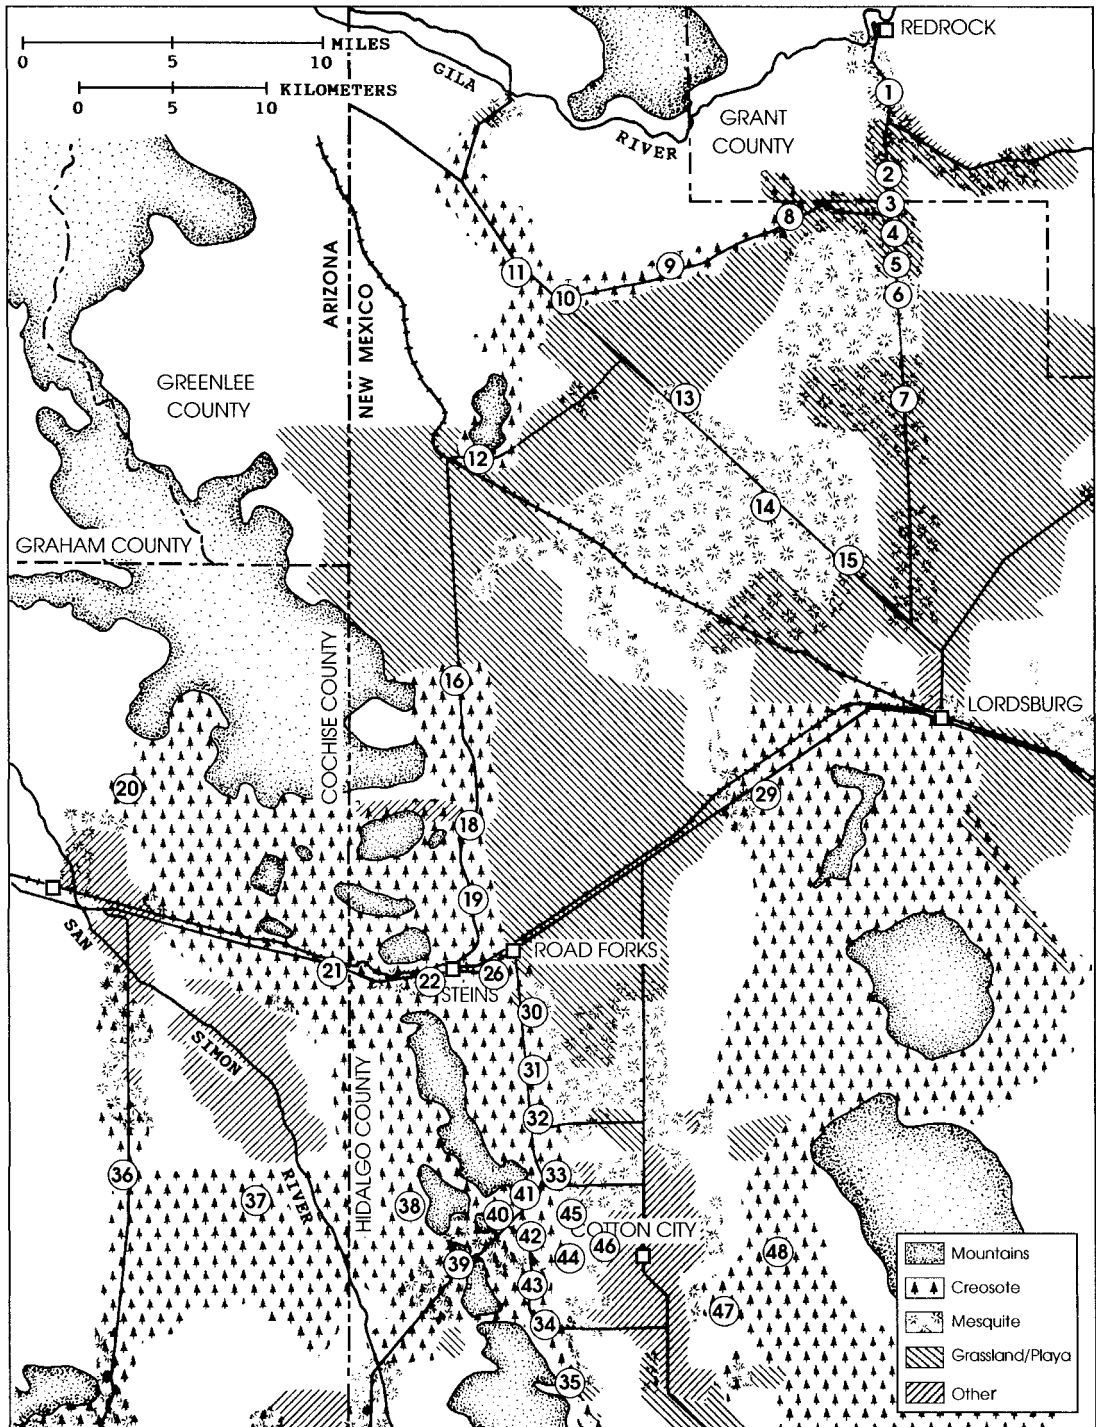 REDROCK
MILES
0 5 10
KILOMETERS
0 5 10
GILA
RIVER
GRANT
COUNTY
1
2
3
4
5
6
7
8
9
10
11
12
13
14
15
ARIZONA
NEW MEXICO
GREENLEE
COUNTY
GRAHAM COUNTY
COCHISE COUNTY
16
LORDSBURG
20
18
29
19
SAN
SIMON
RIVER
ROAD FORKS
21
22
26
STEINS
30
31
32
HIDALGO COUNTY
33
36
37
38
41
40
45
42
COTTON CITY
46
44
39
43
48
47
34
35
Mountains
Creosote
Mesquite
Grassland/Playa
Other